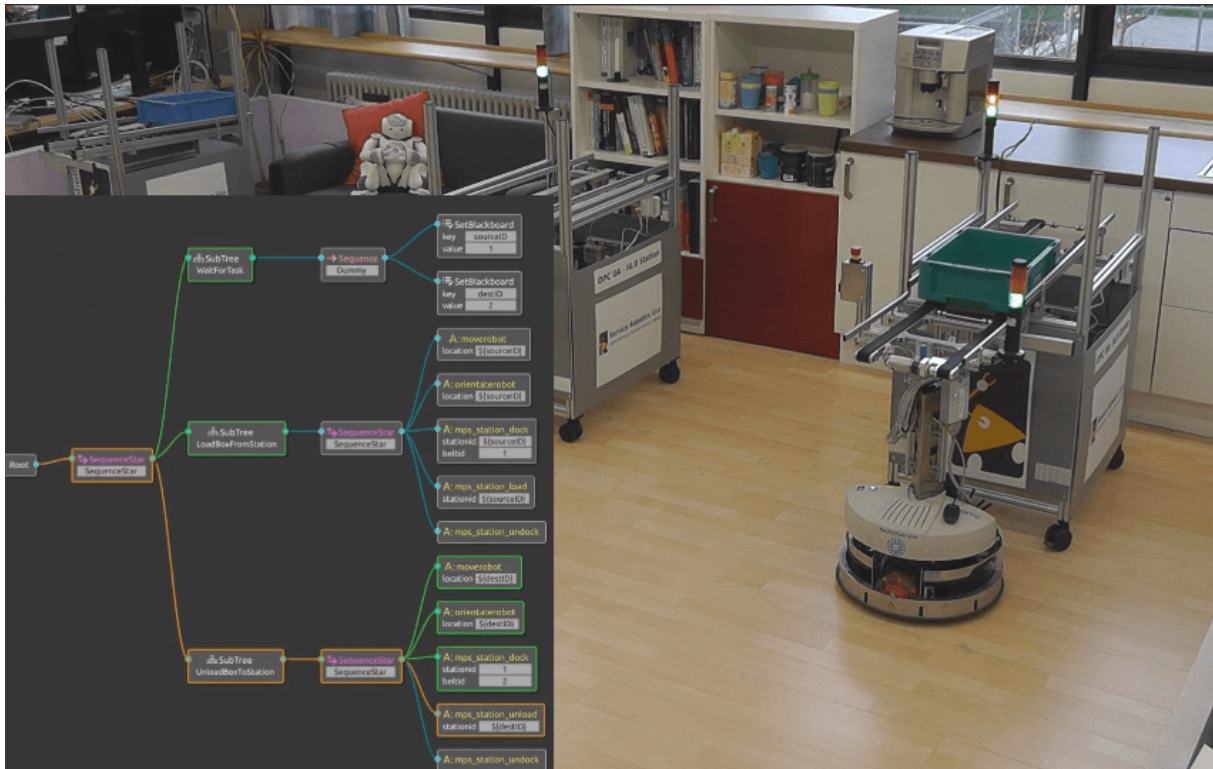 SubTree
WaitForTask
Sequence
Dummy
SetBlackboard
key sourceID
value 1
SetBlackboard
key destID
value 2
A:moverobot
location ${sourceID}
A:orientaterobot
location ${sourceID}
Root
SequenceStar
SequenceStar
SubTree
LoadBoxFromStation
SequenceStar
SequenceStar
A:mps_station_dock
stationid ${sourceID}
beltid 1
A:mps_station_load
stationid ${sourceID}
A:mps_station_undock
A:moverobot
location ${destID}
A:orientaterobot
location ${destID}
SubTree
UnloadBoxToStation
SequenceStar
SequenceStar
A:mps_station_dock
stationid 1
beltid 2
A:mps_station_unload
stationid ${destID}
A:mps_station_undock
OPC UA - I4.0 Station
Service Robotics Ulm